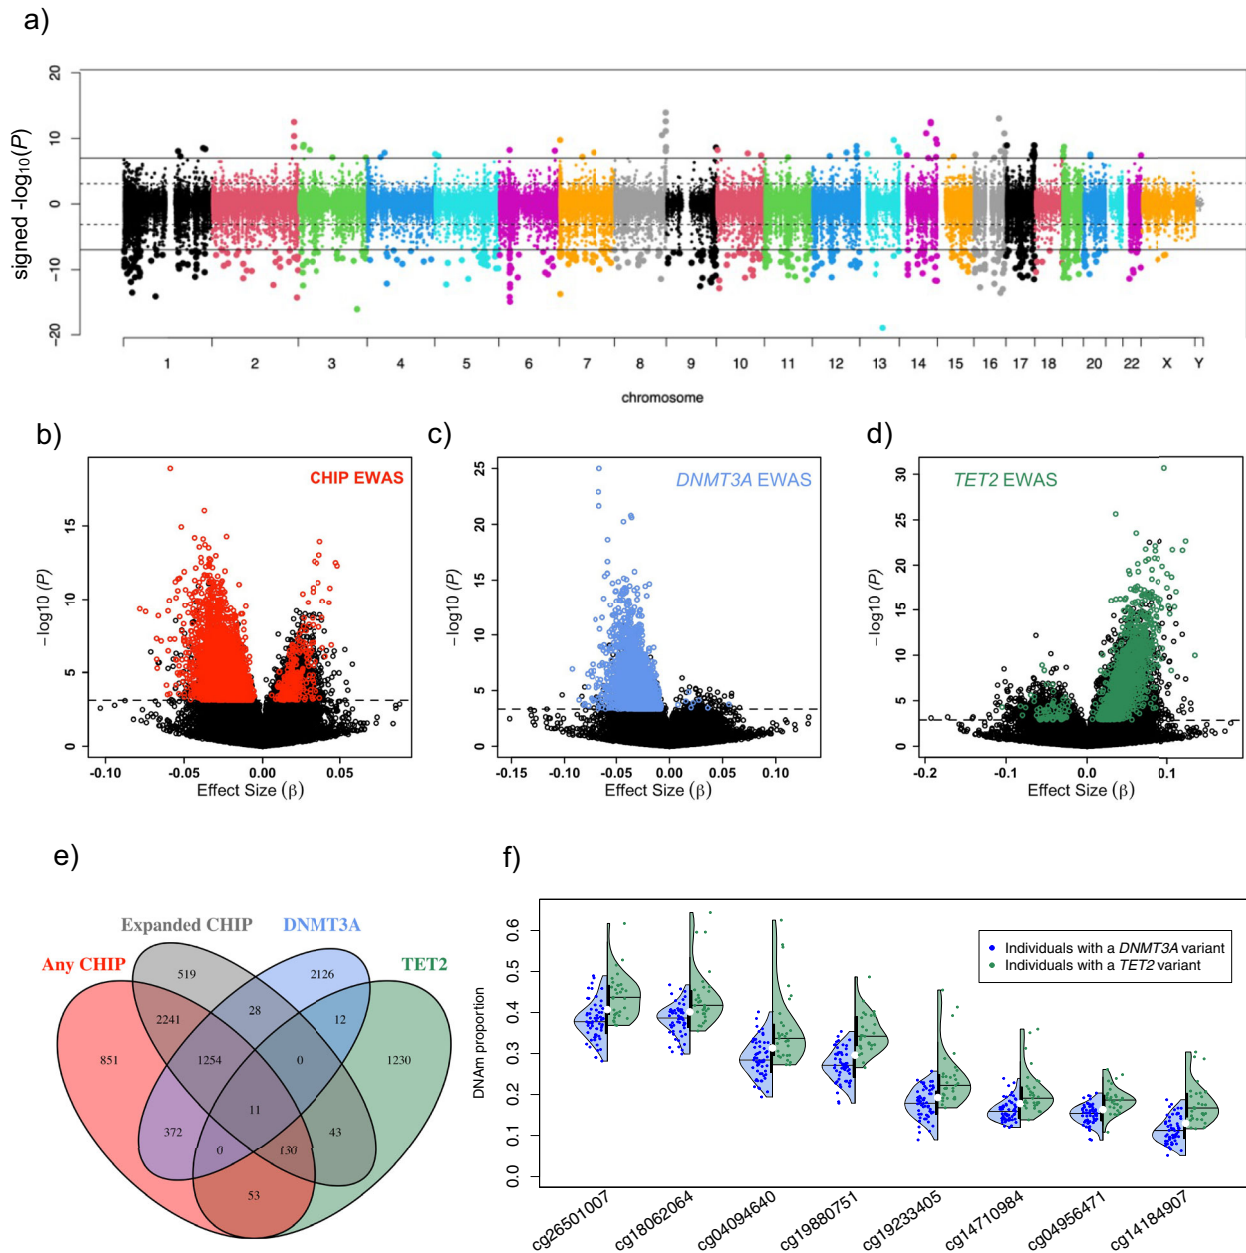 a)
signed -log10(P)
20
10
0
−10
−20
1 2 3 4 5 6 7 8 9 10 11 12 13 14 15 16 17 18 20 22 X Y
chromosome
b)
CHIP EWAS
−log10 (P)
15
10
5
0
-0.10 -0.05 0.00 0.05
Effect Size (β)
c)
DNMT3A EWAS
−log10 (P)
25
20
15
10
5
0
-0.15 -0.10 -0.05 0.00 0.05 0.10
Effect Size (β)
d)
TET2 EWAS
−log10 (P)
30
25
20
15
10
5
0
-0.2 -0.1 0.0 0.1
Effect Size (β)
e)
Expanded CHIP DNMT3A
Any CHIP TET2
519 2126
2241 28 12
851 1254 0 1230
11
372 0 130 43
53
f)
Individuals with a DNMT3A variant
Individuals with a TET2 variant
DNAm proportion
0.6
0.5
0.4
0.3
0.2
0.1
0.0
cg26501007 cg18062064 cg04094640 cg19880751 cg19233405 cg14710984 cg04956471 cg14184907